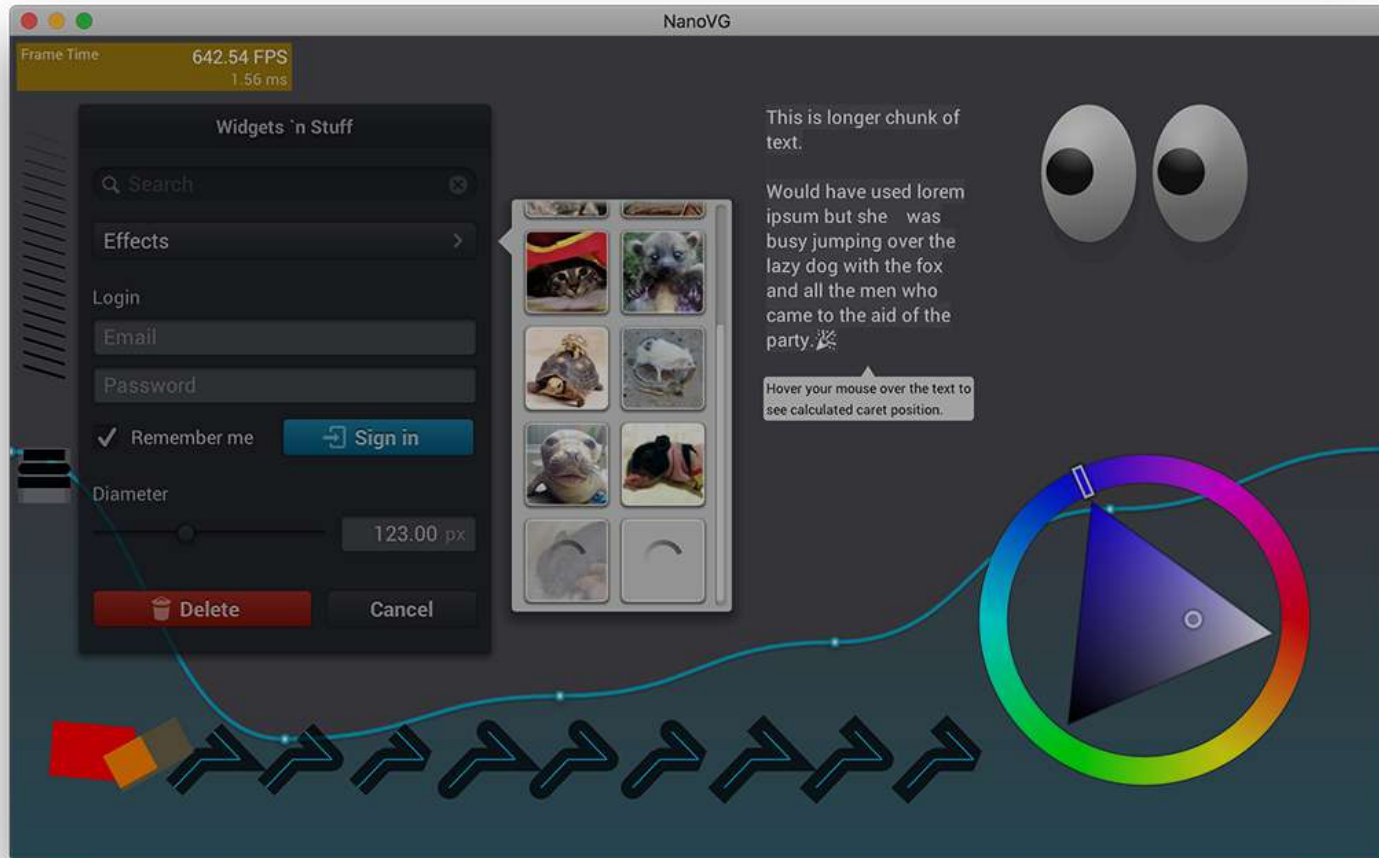 NanoVG
Frame Time
642.54 FPS
1.56 ms
Widgets `n Stuff
Search
Effects
Login
Email
Password
Remember me
Sign in
Diameter
123.00 px
Delete
Cancel
This is longer chunk of
text.
Would have used lorem
ipsum but she was
busy jumping over the
lazy dog with the fox
and all the men who
came to the aid of the
party.🎉
Hover your mouse over the text to
see calculated caret position.